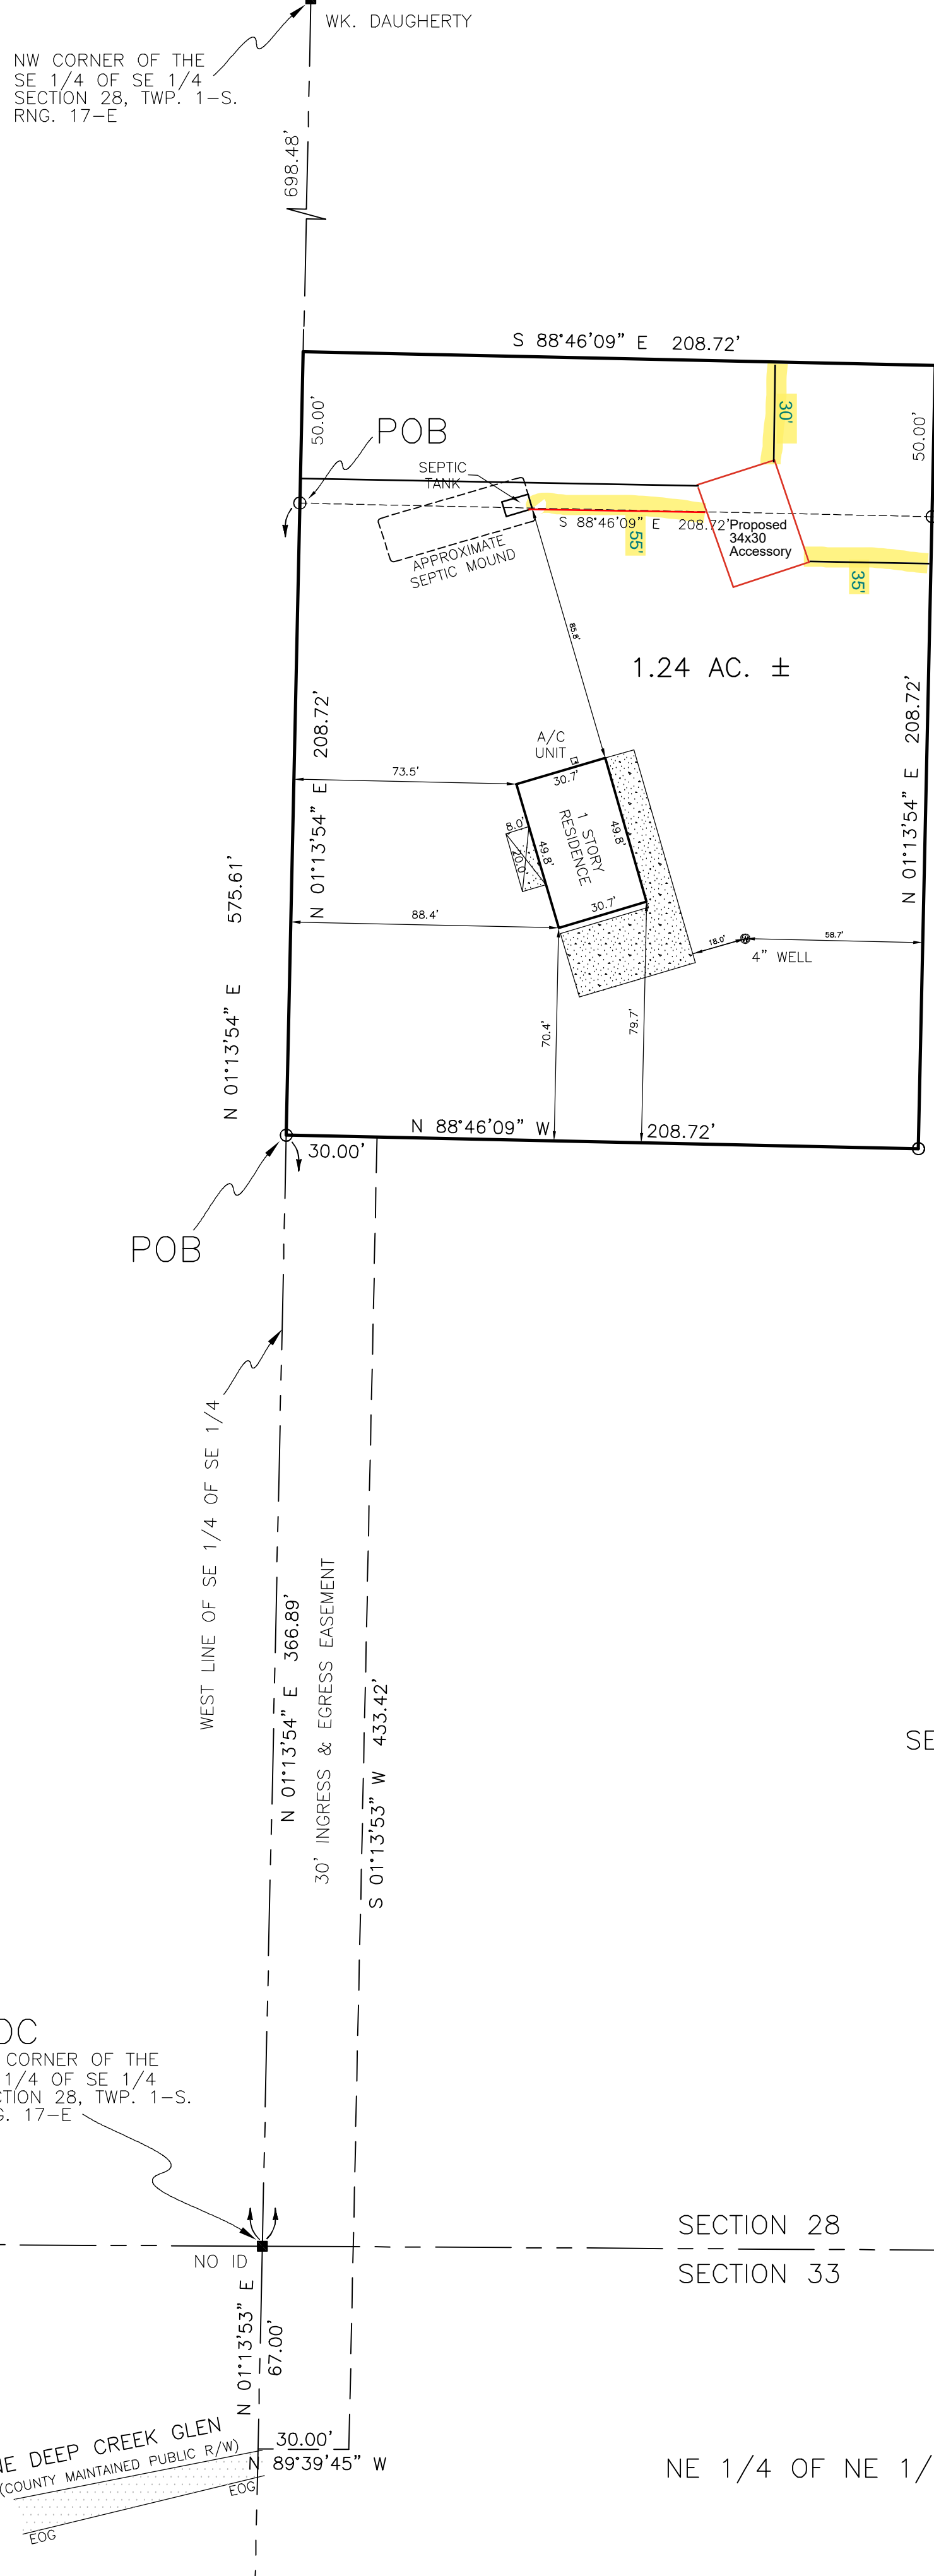 WK. DAUGHERTY
NW CORNER OF THE
SE 1/4 OF SE 1/4
SECTION 28, TWP. 1-S.
RNG. 17-E
698.48'
S 88°46'09" E 208.72'
50.00'
POB
SEPTIC
TANK
30'
50.00'
S 88°46'09" E 208.72'
Proposed
34x30
Accessory
55'
35'
APPROXIMATE
SEPTIC MOUND
85.8'
1.24 AC. ±
N 01°13'54" E 208.72'
N 01°13'54" E 208.72'
A/C
UNIT
73.5'
30.7'
8.0'
20.0'
49.8'
1 STORY
RESIDENCE
49.8'
30.7'
88.4'
18.0'
W
58.7'
4" WELL
N 01°13'54" E 575.61'
70.4'
79.7'
N 88°46'09" W 208.72'
30.00'
POB
WEST LINE OF SE 1/4 OF SE 1/4
N 01°13'54" E 366.89'
30' INGRESS & EGRESS EASEMENT
S 01°13'53" W 433.42'
SE
OC
CORNER OF THE
1/4 OF SE 1/4
CTION 28, TWP. 1-S.
G. 17-E
NO ID
SECTION 28
SECTION 33
N 01°13'53" E
67.00'
NE DEEP CREEK GLEN
(COUNTY MAINTAINED PUBLIC R/W)
30.00'
N 89°39'45" W
EOG
EOG
NE 1/4 OF NE 1/